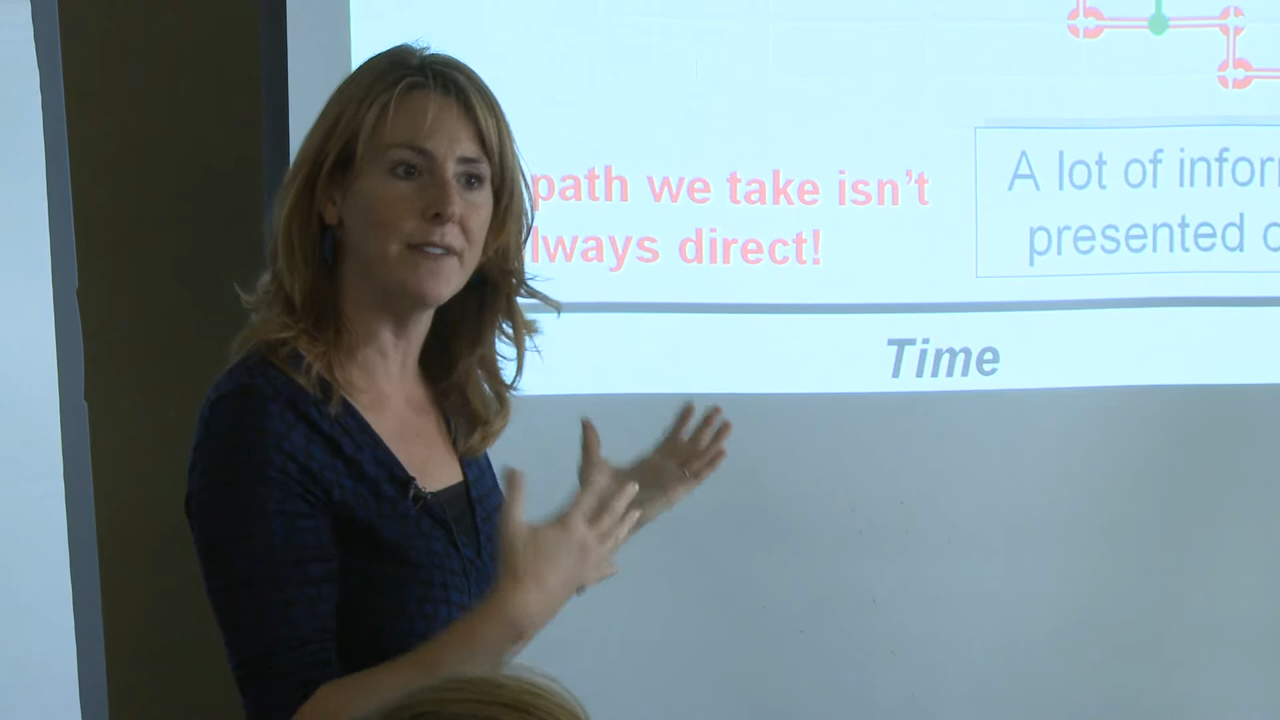 path we take isn't
lways direct!
A lot of infor
presented
Time